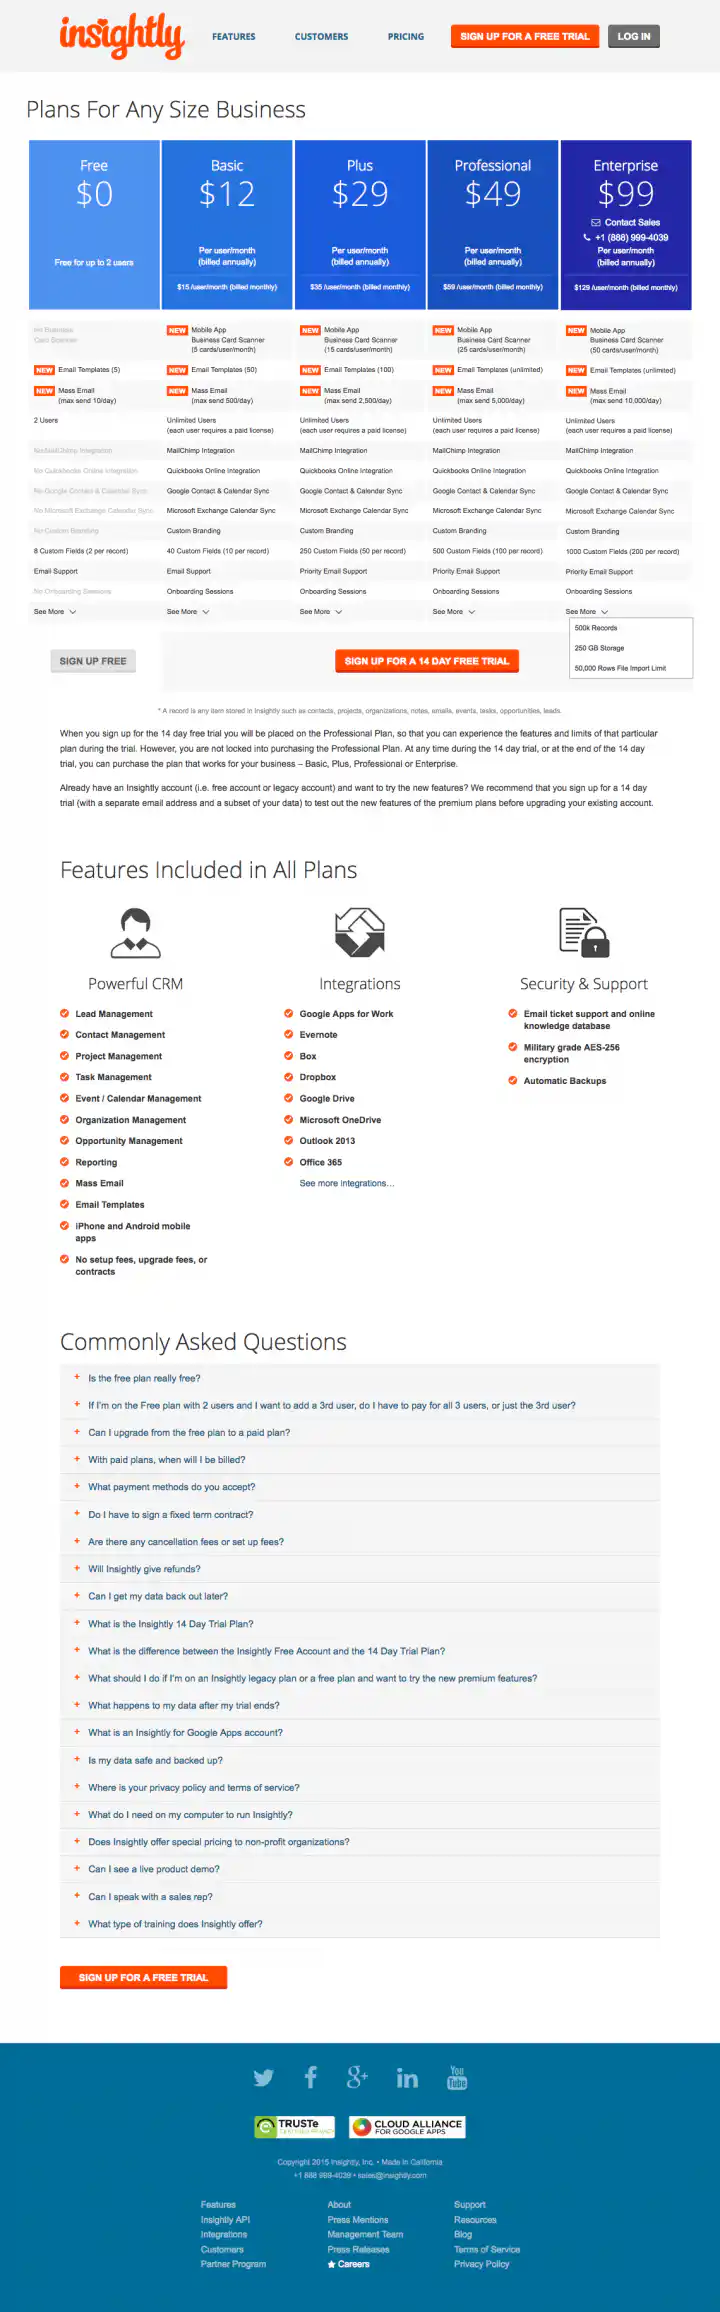 insightly
FEATURES
CUSTOMERS
PRICING
SIGN UP FOR A FREE TRIAL
LOG IN
Plans For Any Size Business
Free
$0
Free for up to 2 users
Basic
$12
Per user/month
(billed annually)
$15 /user/month (billed monthly)
Plus
$29
Per user/month
(billed annually)
$35 /user/month (billed monthly)
Professional
$49
Per user/month
(billed annually)
$59 /user/month (billed monthly)
Enterprise
$99
Contact Sales
+1 (888) 999-4039
Per user/month
(billed annually)
$129 /user/month (billed monthly)
No Business
Card Scanner
NEW Email Templates (5)
NEW Mass Email
(max send 10/day)
2 Users
No MailChimp Integration
No Quickbooks Online Integration
No Google Contact & Calendar Sync
No Microsoft Exchange Calendar Sync
No Custom Branding
8 Custom Fields (2 per record)
Email Support
No Onboarding Sessions
See More
NEW Mobile App
Business Card Scanner
(5 cards/user/month)
NEW Email Templates (50)
NEW Mass Email
(max send 500/day)
Unlimited Users
(each user requires a paid license)
MailChimp Integration
Quickbooks Online Integration
Google Contact & Calendar Sync
Microsoft Exchange Calendar Sync
Custom Branding
40 Custom Fields (10 per record)
Email Support
Onboarding Sessions
See More
NEW Mobile App
Business Card Scanner
(15 cards/user/month)
NEW Email Templates (100)
NEW Mass Email
(max send 2,500/day)
Unlimited Users
(each user requires a paid license)
MailChimp Integration
Quickbooks Online Integration
Google Contact & Calendar Sync
Microsoft Exchange Calendar Sync
Custom Branding
250 Custom Fields (50 per record)
Priority Email Support
Onboarding Sessions
See More
NEW Mobile App
Business Card Scanner
(25 cards/user/month)
NEW Email Templates (unlimited)
NEW Mass Email
(max send 5,000/day)
Unlimited Users
(each user requires a paid license)
MailChimp Integration
Quickbooks Online Integration
Google Contact & Calendar Sync
Microsoft Exchange Calendar Sync
Custom Branding
500 Custom Fields (100 per record)
Priority Email Support
Onboarding Sessions
See More
NEW Mobile App
Business Card Scanner
(50 cards/user/month)
NEW Email Templates (unlimited)
NEW Mass Email
(max send 10,000/day)
Unlimited Users
(each user requires a paid license)
MailChimp Integration
Quickbooks Online Integration
Google Contact & Calendar Sync
Microsoft Exchange Calendar Sync
Custom Branding
1000 Custom Fields (200 per record)
Priority Email Support
Onboarding Sessions
See More
500k Records
250 GB Storage
50,000 Rows File Import Limit
SIGN UP FREE
SIGN UP FOR A 14 DAY FREE TRIAL
* A record is any item stored in Insightly such as contacts, projects, organizations, notes, emails, events, tasks, opportunities, leads.
When you sign up for the 14 day free trial you will be placed on the Professional Plan, so that you can experience the features and limits of that particular
plan during the trial. However, you are not locked into purchasing the Professional Plan. At any time during the 14 day trial, or at the end of the 14 day
trial, you can purchase the plan that works for your business – Basic, Plus, Professional or Enterprise.
Already have an Insightly account (i.e. free account or legacy account) and want to try the new features? We recommend that you sign up for a 14 day
trial (with a separate email address and a subset of your data) to test out the new features of the premium plans before upgrading your existing account.
Features Included in All Plans
Powerful CRM
Lead Management
Contact Management
Project Management
Task Management
Event / Calendar Management
Organization Management
Opportunity Management
Reporting
Mass Email
Email Templates
iPhone and Android mobile
apps
No setup fees, upgrade fees, or
contracts
Integrations
Google Apps for Work
Evernote
Box
Dropbox
Google Drive
Microsoft OneDrive
Outlook 2013
Office 365
See more integrations...
Security & Support
Email ticket support and online
knowledge database
Military grade AES-256
encryption
Automatic Backups
Commonly Asked Questions
+ Is the free plan really free?
+ If I'm on the Free plan with 2 users and I want to add a 3rd user, do I have to pay for all 3 users, or just the 3rd user?
+ Can I upgrade from the free plan to a paid plan?
+ With paid plans, when will I be billed?
+ What payment methods do you accept?
+ Do I have to sign a fixed term contract?
+ Are there any cancellation fees or set up fees?
+ Will Insightly give refunds?
+ Can I get my data back out later?
+ What is the Insightly 14 Day Trial Plan?
+ What is the difference between the Insightly Free Account and the 14 Day Trial Plan?
+ What should I do if I'm on an Insightly legacy plan or a free plan and want to try the new premium features?
+ What happens to my data after my trial ends?
+ What is an Insightly for Google Apps account?
+ Is my data safe and backed up?
+ Where is your privacy policy and terms of service?
+ What do I need on my computer to run Insightly?
+ Does Insightly offer special pricing to non-profit organizations?
+ Can I see a live product demo?
+ Can I speak with a sales rep?
+ What type of training does Insightly offer?
SIGN UP FOR A FREE TRIAL
You
Tube
TRUSTe
CLOUD ALLIANCE
FOR GOOGLE APPS
Copyright 2015 Insightly, Inc. • Made in California
+1 888 999-4039 • sales@insightly.com
Features
Insightly API
Integrations
Customers
Partner Program
About
Press Mentions
Management Team
Press Releases
Careers
Support
Resources
Blog
Terms of Service
Privacy Policy